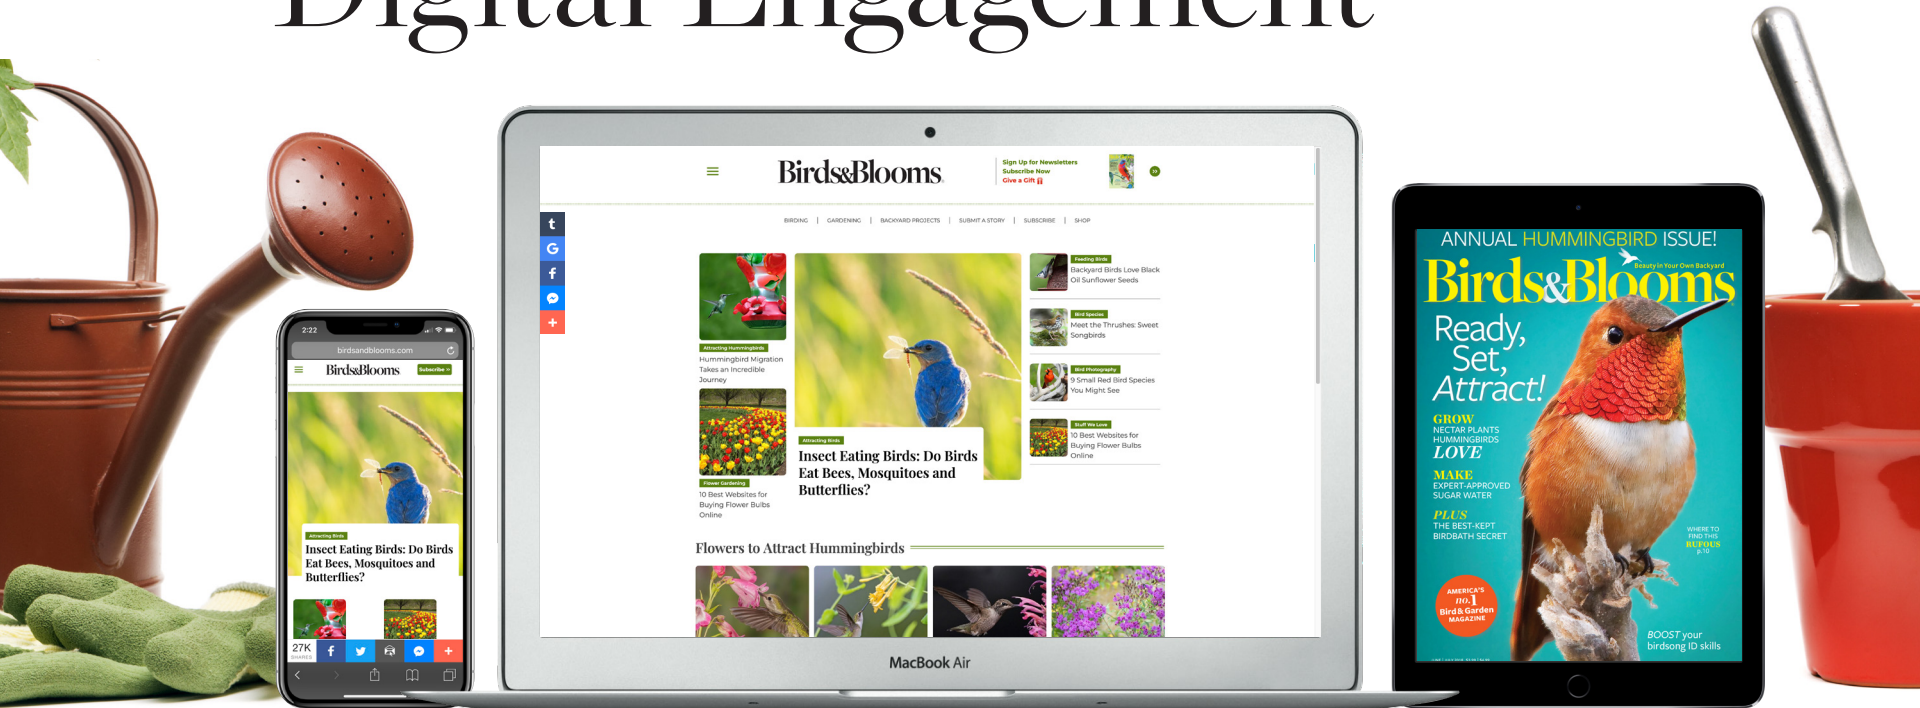 Digital Engagement
2:22
birdsandblooms.com
Birds&Blooms
Subscribe »
Attracting Birds
Insect Eating Birds: Do Birds
Eat Bees, Mosquitoes and
Butterflies?
27K
SHARES
Birds&Blooms
Sign Up for Newsletters
Subscribe Now
Give a Gift
BIRDING | GARDENING | BACKYARD PROJECTS | SUBMIT A STORY | SUBSCRIBE | SHOP
Attracting Hummingbirds
Hummingbird Migration
Takes an Incredible
Journey
Flower Gardening
10 Best Websites for
Buying Flower Bulbs
Online
Attracting Birds
Insect Eating Birds: Do Birds
Eat Bees, Mosquitoes and
Butterflies?
Feeding Birds
Backyard Birds Love Black
Oil Sunflower Seeds
Bird Species
Meet the Thrushes: Sweet
Songbirds
Bird Photography
9 Small Red Bird Species
You Might See
Stuff We Love
10 Best Websites for
Buying Flower Bulbs
Online
Flowers to Attract Hummingbirds
MacBook Air
ANNUAL HUMMINGBIRD ISSUE!
Beauty in Your Own Backyard
Birds&Blooms
Ready,
Set,
Attract!
GROW
NECTAR PLANTS
HUMMINGBIRDS
LOVE
MAKE
EXPERT-APPROVED
SUGAR WATER
PLUS
THE BEST-KEPT
BIRDBATH SECRET
WHERE TO
FIND THIS
RUFOUS
p.10
AMERICA'S
no.1
Bird & Garden
MAGAZINE
BOOST your
birdsong ID skills